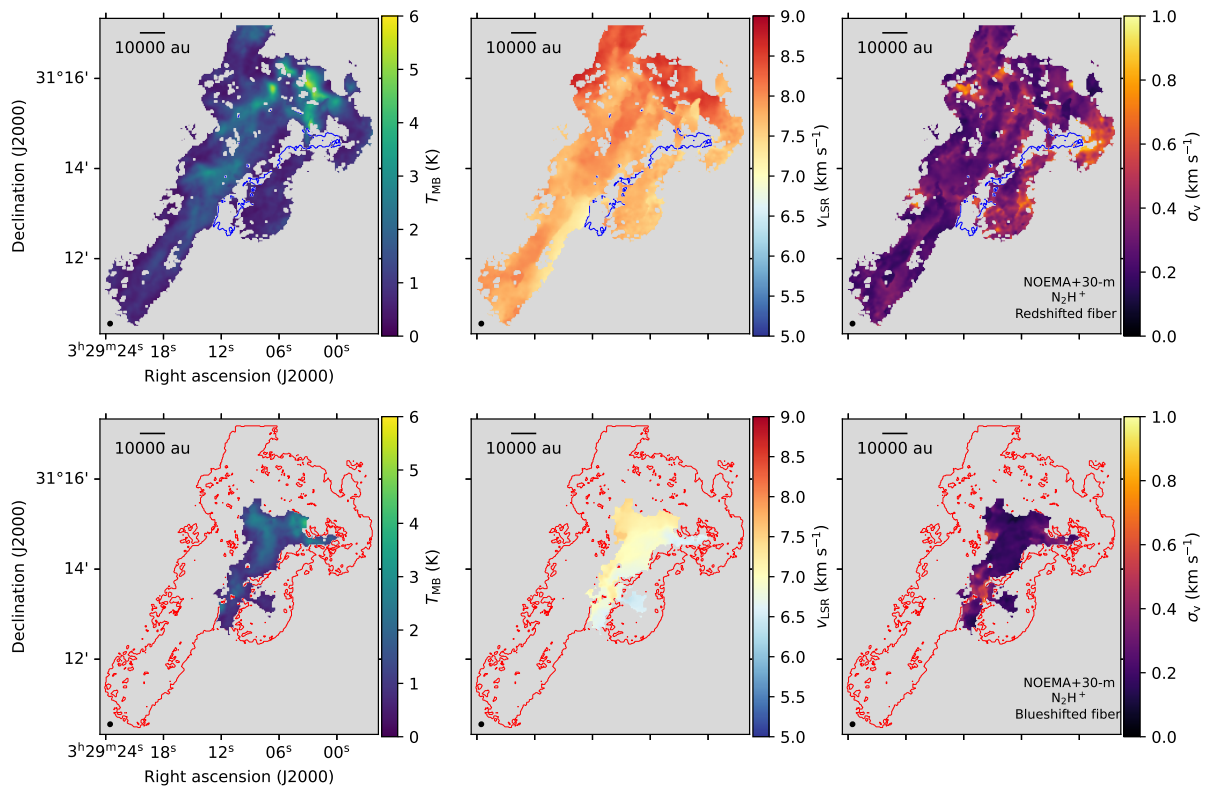 10000 au
10000 au
10000 au
31°16'
14'
12'
Declination (J2000)
3ʰ29ᵐ24ˢ 18ˢ 12ˢ 06ˢ 00ˢ
Right ascension (J2000)
6
5
4
3
2
1
0
T_MB (K)
9.0
8.5
8.0
7.5
7.0
6.5
6.0
5.5
5.0
v_LSR (km s⁻¹)
NOEMA+30-m
N₂H⁺
Redshifted fiber
1.0
0.8
0.6
0.4
0.2
0.0
σ_v (km s⁻¹)
10000 au
10000 au
10000 au
31°16'
14'
12'
Declination (J2000)
3ʰ29ᵐ24ˢ 18ˢ 12ˢ 06ˢ 00ˢ
Right ascension (J2000)
6
5
4
3
2
1
0
T_MB (K)
9.0
8.5
8.0
7.5
7.0
6.5
6.0
5.5
5.0
v_LSR (km s⁻¹)
NOEMA+30-m
N₂H⁺
Blueshifted fiber
1.0
0.8
0.6
0.4
0.2
0.0
σ_v (km s⁻¹)